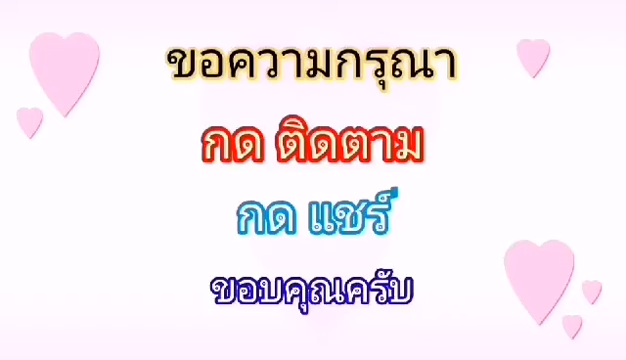 ขอความกรุณา
กด ติดตาม
กด แชร์
ขอบคุณครับ